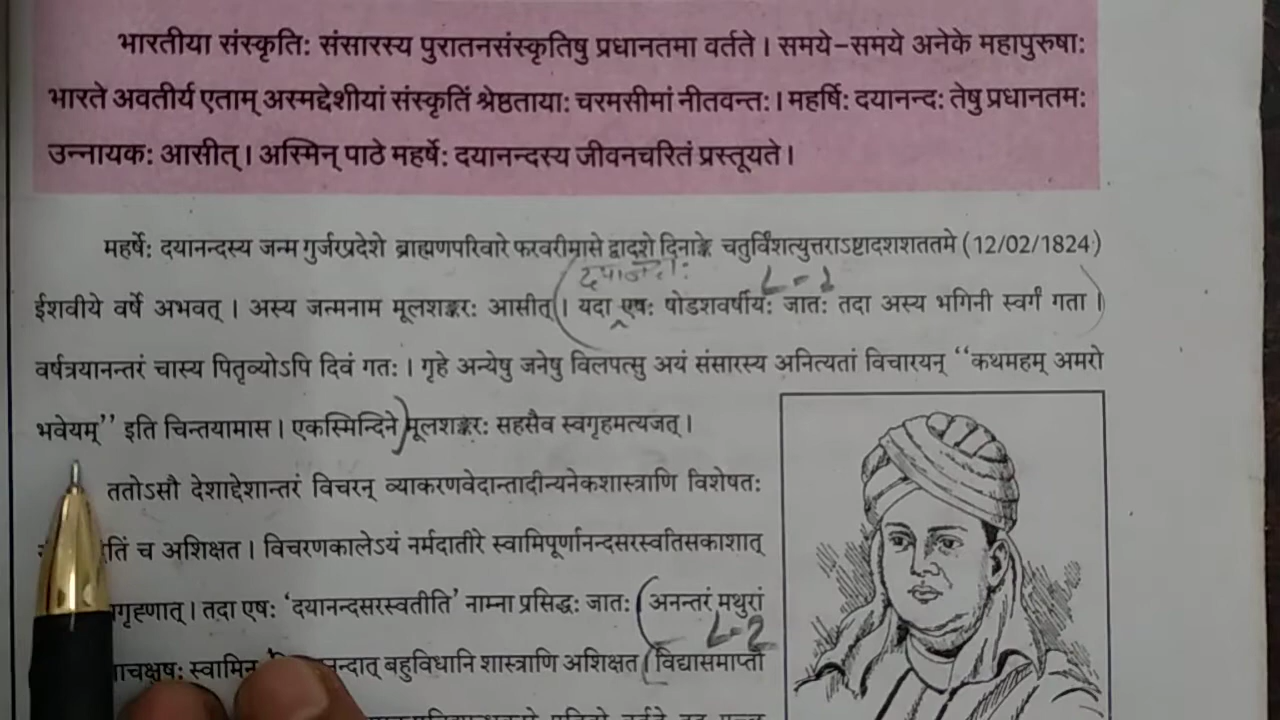 भारतीया संस्कृतिः संसारस्य पुरातनसंस्कृतिषु प्रधानतमा वर्तते । समये-समये अनेके महापुरुषाः
भारते अवतीर्य एताम् अस्मद्देशीयां संस्कृतिं श्रेष्ठतायाः चरमसीमां नीतवन्तः । महर्षिः दयानन्दः तेषु प्रधानतमः
उन्नायकः आसीत् । अस्मिन् पाठे महर्षेः दयानन्दस्य जीवनचरितं प्रस्तूयते ।
महर्षेः दयानन्दस्य जन्म गुर्जरप्रदेशे ब्राह्मणपरिवारे फरवरीमासे द्वादशे दिनाङ्के चतुर्विंशत्युत्तराऽष्टादशशततमे (12/02/1824)
दयानन्दः L-1
ईशवीये वर्षे अभवत् । अस्य जन्मनाम मूलशङ्करः आसीत् । यदा एषः षोडशवर्षीयः जातः तदा अस्य भगिनी स्वर्गं गता ।
वर्षत्रयानन्तरं चास्य पितृव्योऽपि दिवं गतः । गृहे अन्येषु जनेषु विलपत्सु अयं संसारस्य अनित्यतां विचारयन् “कथमहम् अमरो
भवेयम्” इति चिन्तयामास । एकस्मिन्दिने मूलशङ्करः सहसैव स्वगृहमत्यजत् ।
ततोऽसौ देशाद्देशान्तरं विचरन् व्याकरणवेदान्तादीन्यनेकशास्त्राणि विशेषतः
च अशिक्षत । विचरणकालेऽयं नर्मदातीरे स्वामिपूर्णानन्दसरस्वतिसकाशात्
। तदा एषः ‘दयानन्दसरस्वतीति’ नाम्ना प्रसिद्धः जातः अनन्तरं मथुरां
L-2
बहुविधानि शास्त्राणि अशिक्षत विद्यासमाप्तौ